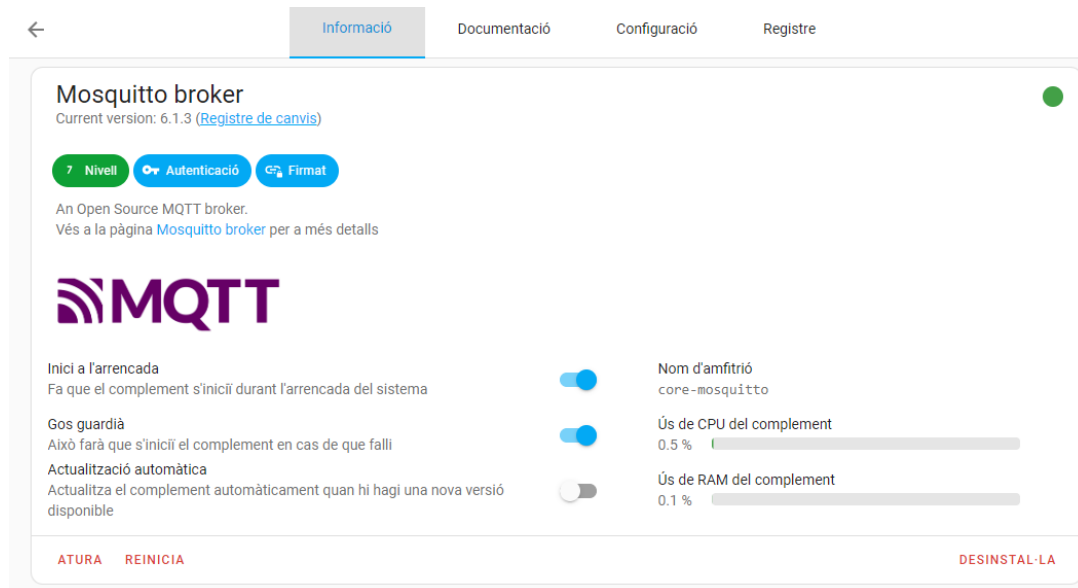 Informació
Documentació
Configuració
Registre
Mosquitto broker
Current version: 6.1.3 (Registre de canvis)
7 Nivell
Autenticació
Firmat
An Open Source MQTT broker.
Vés a la pàgina Mosquitto broker per a més detalls
MQTT
Inici a l'arrencada
Fa que el complement s'iniciï durant l'arrencada del sistema
Gos guardià
Això farà que s'iniciï el complement en cas de que falli
Actualització automàtica
Actualitza el complement automàticament quan hi hagi una nova versió
disponible
Nom d'amfitrió
core-mosquitto
Ús de CPU del complement
0.5 %
Ús de RAM del complement
0.1 %
ATURA
REINICIA
DESINSTAL·LA